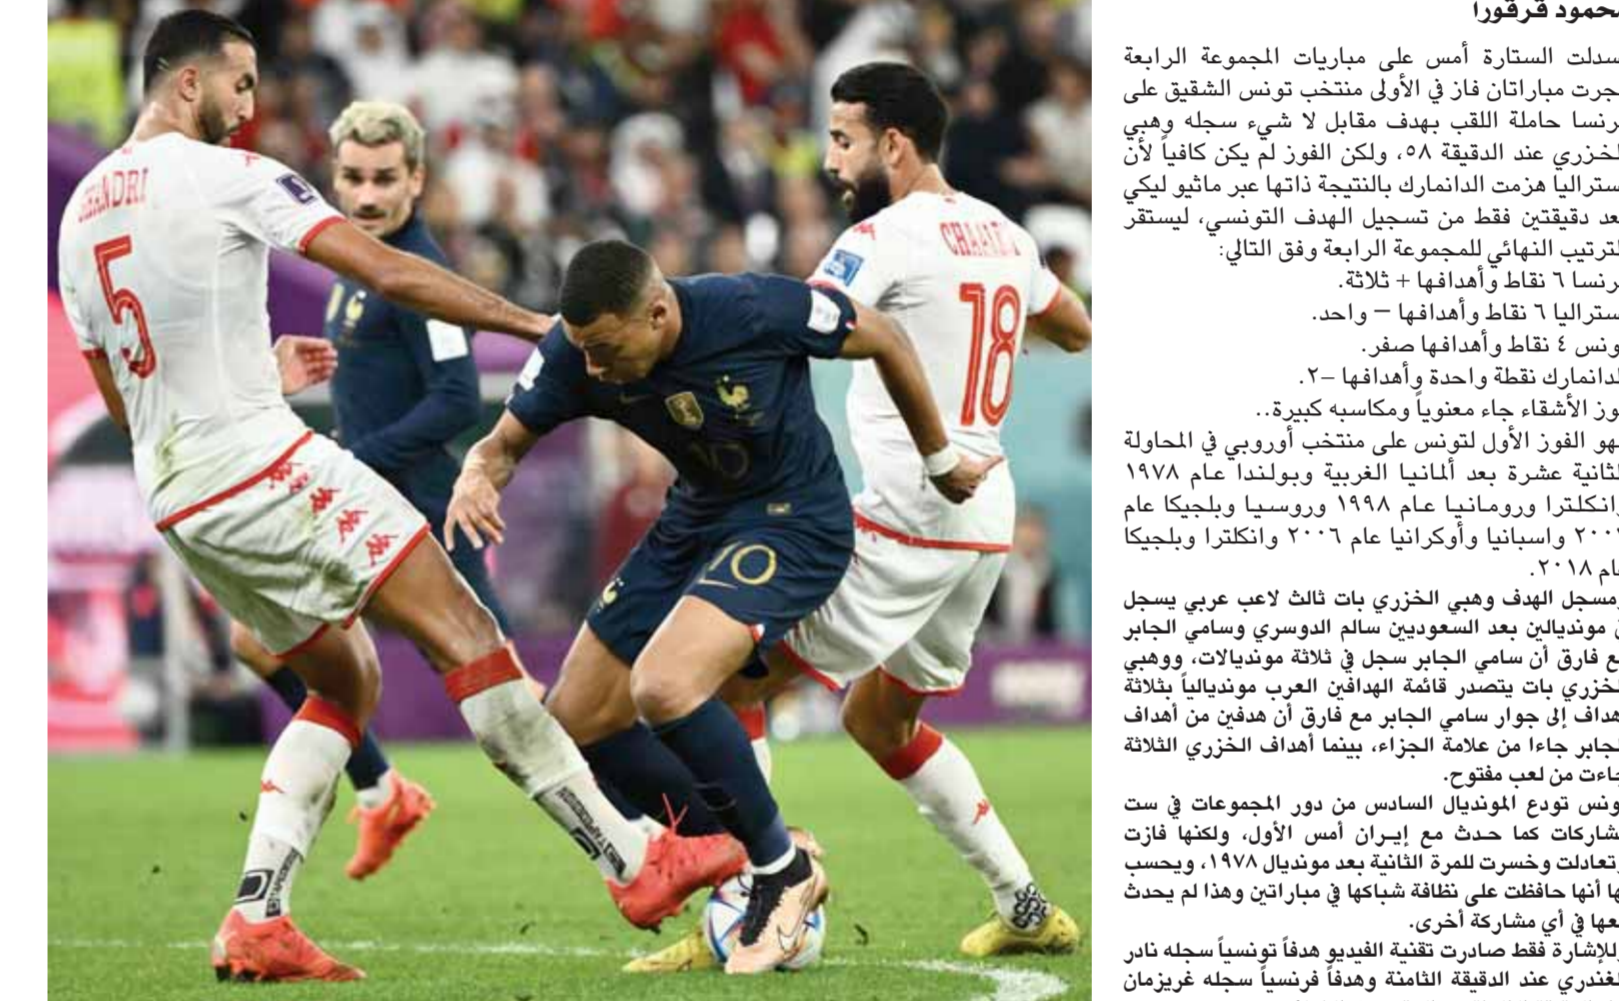 محمود قرقورا
سدلت الستارة أمس على مباريات المجموعة الرابعة
جرت مباراتان فاز في الأولى منتخب تونس الشقيق على
رنسا حاملة اللقب بهدف مقابل لا شيء سجله وهبي
لخزري عند الدقيقة ٥٨، ولكن الفوز لم يكن كافياً لأن
ستراليا هزمت الدانمارك بالنتيجة ذاتها عبر ماثيو ليكي
عد دقيقتين فقط من تسجيل الهدف التونسي، ليستقر
لترتيب النهائي للمجموعة الرابعة وفق التالي:
رنسا ٦ نقاط وأهدافها + ثلاثة.
ستراليا ٦ نقاط وأهدافها – واحد.
ونس ٤ نقاط وأهدافها صفر.
لدانمارك نقطة واحدة وأهدافها –٢.
وز الأشقاء جاء معنوياً ومكاسبه كبيرة..
هو الفوز الأول لتونس على منتخب أوروبي في المحاولة
لثانية عشرة بعد ألمانيا الغربية وبولندا عام ١٩٧٨
انكلترا ورومانيا عام ١٩٩٨ وروسيا وبلجيكا عام
٢٠٠٢ واسبانيا وأوكرانيا عام ٢٠٠٦ وانكلترا وبلجيكا
عام ٢٠١٨.
مسجل الهدف وهبي الخزري بات ثالث لاعب عربي يسجل
مونديالين بعد السعوديين سالم الدوسري وسامي الجابر
ع فارق أن سامي الجابر سجل في ثلاثة مونديالات، ووهبي
لخزري بات يتصدر قائمة الهدافين العرب مونديالياً بثلاثة
هداف إلى جوار سامي الجابر مع فارق أن هدفين من أهداف
لجابر جاءا من علامة الجزاء، بينما أهداف الخزري الثلاثة
جاءت من لعب مفتوح.
ونس تودع المونديال السادس من دور المجموعات في ست
شاركات كما حدث مع إيران أمس الأول، ولكنها فازت
وتعادلت وخسرت للمرة الثانية بعد مونديال ١٩٧٨، ويحسب
ها أنها حافظت على نظافة شباكها في مباراتين وهذا لم يحدث
عها في أي مشاركة أخرى.
للإشارة فقط صادرت تقنية الفيديو هدفاً تونسياً سجله نادر
لغندري عند الدقيقة الثامنة وهدفاً فرنسياً سجله غريزمان
GHANDRI
5
18
10
10